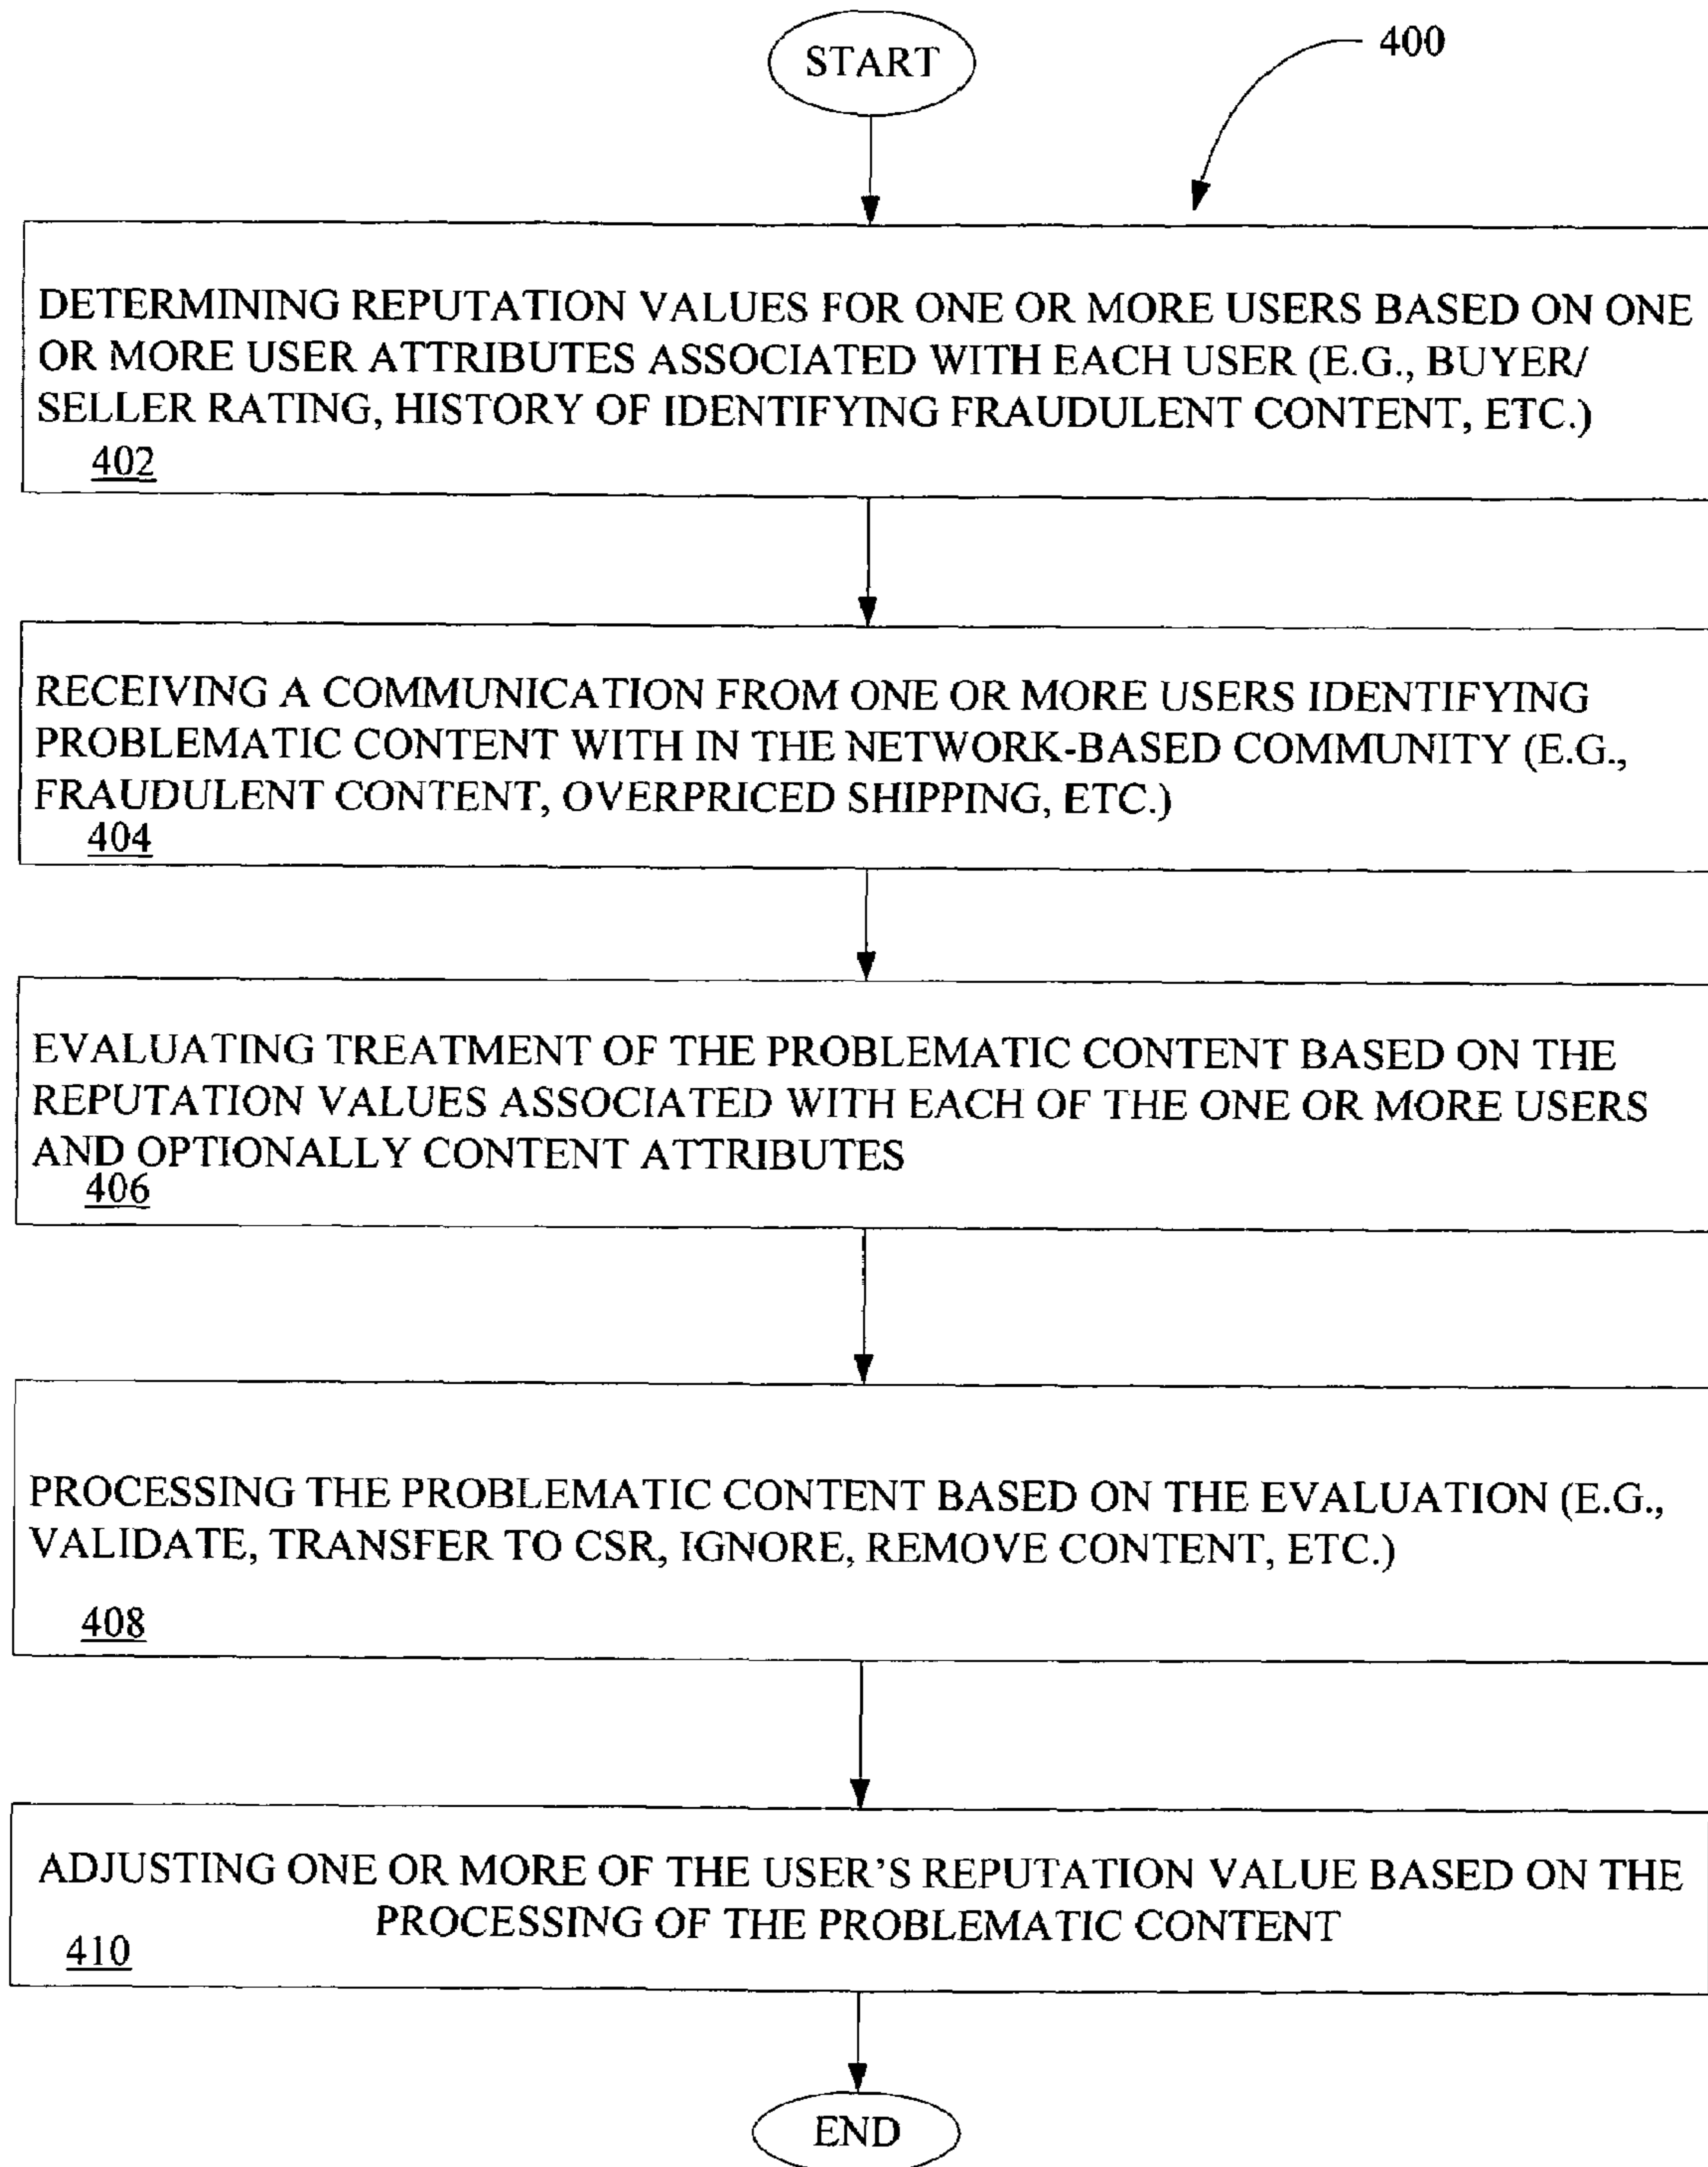 START
400
DETERMINING REPUTATION VALUES FOR ONE OR MORE USERS BASED ON ONE
OR MORE USER ATTRIBUTES ASSOCIATED WITH EACH USER (E.G., BUYER/
SELLER RATING, HISTORY OF IDENTIFYING FRAUDULENT CONTENT, ETC.)
402
RECEIVING A COMMUNICATION FROM ONE OR MORE USERS IDENTIFYING
PROBLEMATIC CONTENT WITH IN THE NETWORK-BASED COMMUNITY (E.G.,
FRAUDULENT CONTENT, OVERPRICED SHIPPING, ETC.)
404
EVALUATING TREATMENT OF THE PROBLEMATIC CONTENT BASED ON THE
REPUTATION VALUES ASSOCIATED WITH EACH OF THE ONE OR MORE USERS
AND OPTIONALLY CONTENT ATTRIBUTES
406
PROCESSING THE PROBLEMATIC CONTENT BASED ON THE EVALUATION (E.G.,
VALIDATE, TRANSFER TO CSR, IGNORE, REMOVE CONTENT, ETC.)
408
ADJUSTING ONE OR MORE OF THE USER'S REPUTATION VALUE BASED ON THE
PROCESSING OF THE PROBLEMATIC CONTENT
410
END